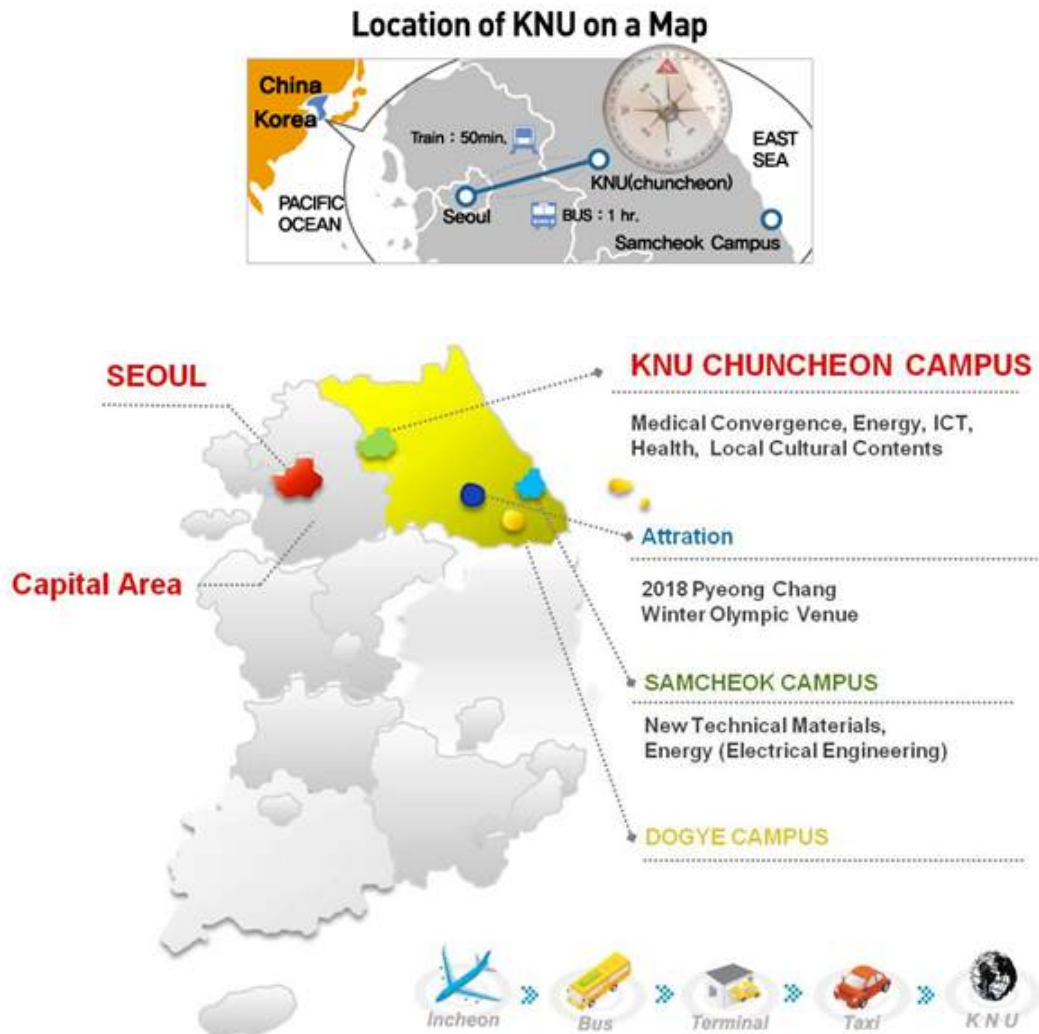 Location of KNU on a Map
China
Korea
Train : 50min.
EAST
SEA
KNU(chuncheon)
PACIFIC
OCEAN
Seoul
BUS : 1 hr.
Samcheok Campus
SEOUL
KNU CHUNCHEON CAMPUS
Medical Convergence, Energy, ICT,
Health, Local Cultural Contents
Attration
Capital Area
2018 Pyeong Chang
Winter Olympic Venue
SAMCHEOK CAMPUS
New Technical Materials,
Energy (Electrical Engineering)
DOGYE CAMPUS
Incheon
Bus
Terminal
Taxi
K N U